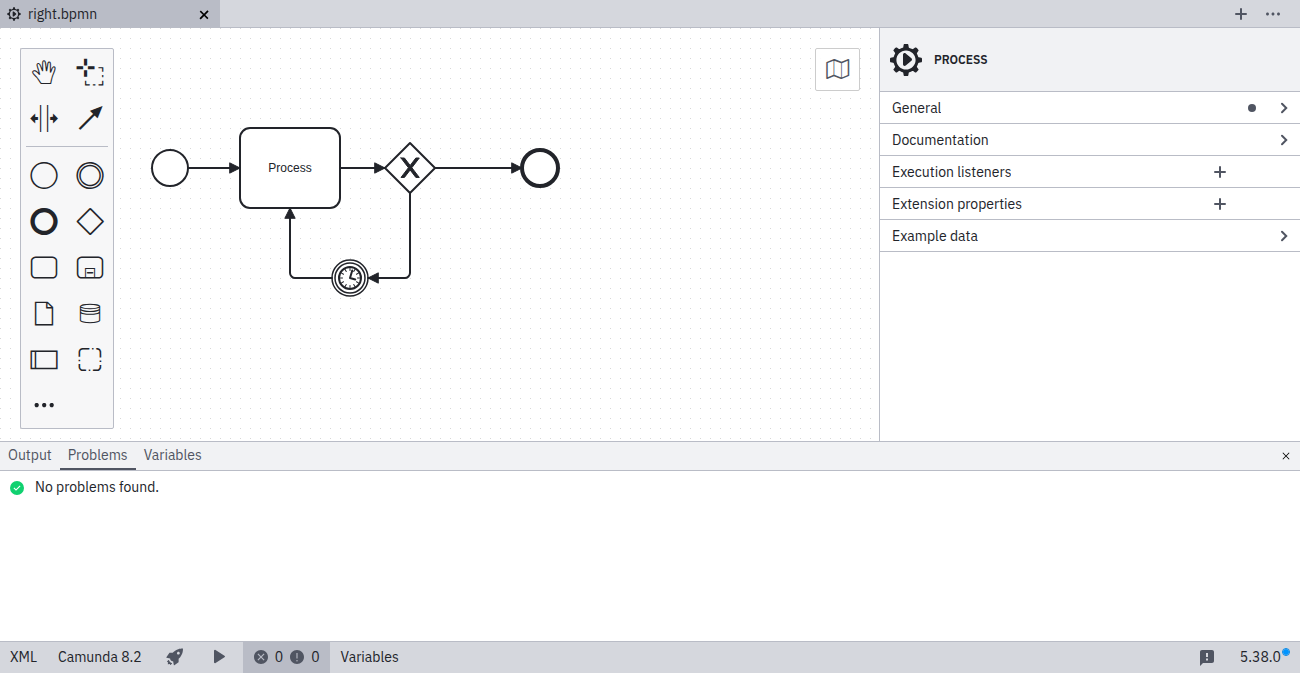 right.bpmn
PROCESS
General
Documentation
Execution listeners
Extension properties
Example data
Process
Output Problems Variables
No problems found.
XML Camunda 8.2 0 0 Variables 5.38.0